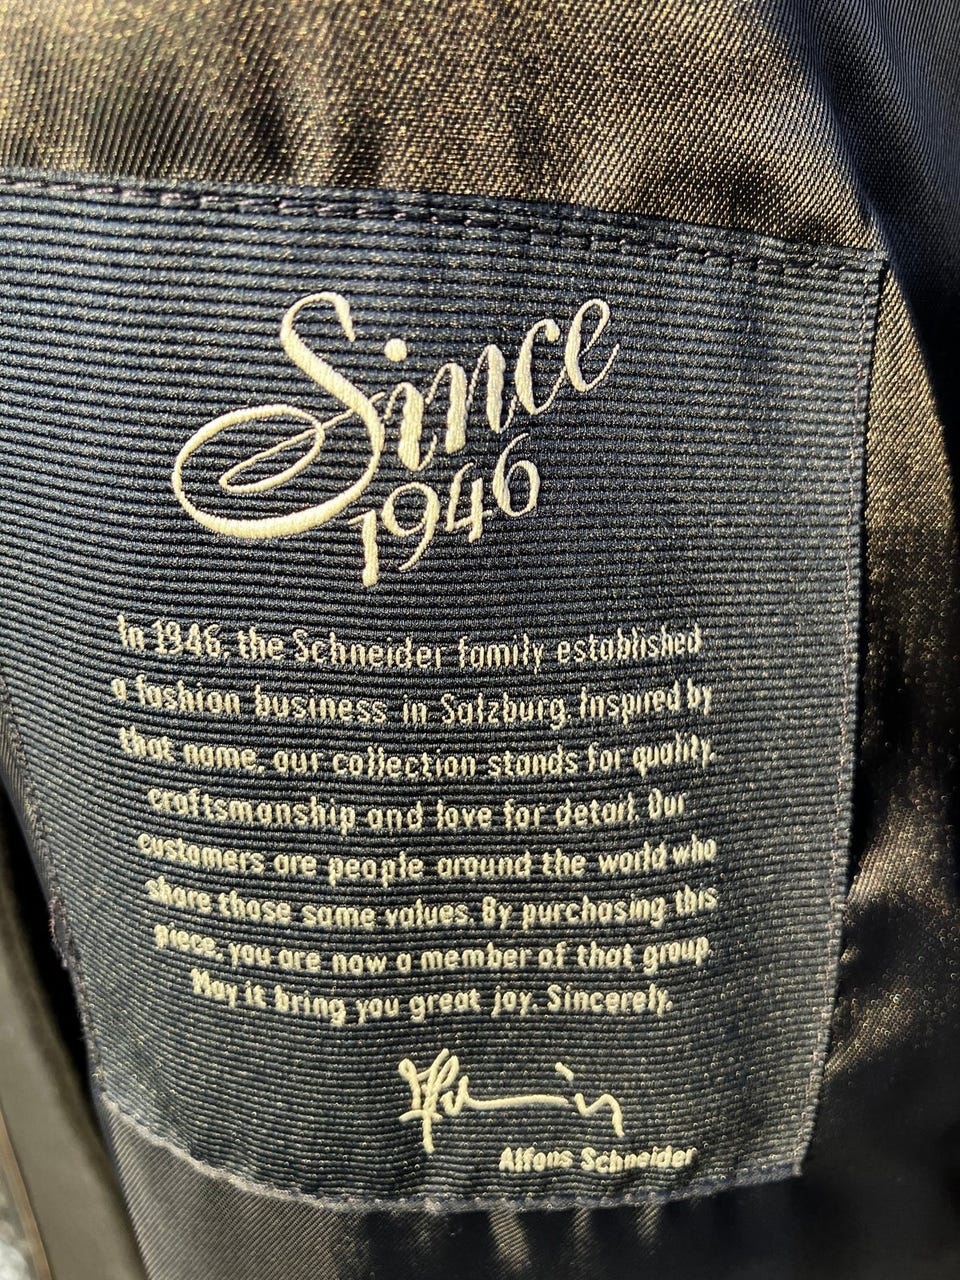 Since
1946
In 1946, the Schneider family established
a fashion business in Salzburg. Inspired by
that name, our collection stands for quality,
craftsmanship and love for detail. Our
customers are people around the world who
share those same values. By purchasing this
piece, you are now a member of that group.
May it bring you great joy. Sincerely,
Alfons Schneider